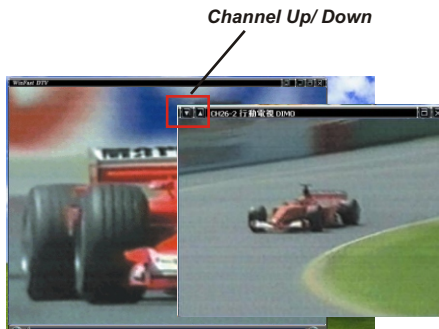 Channel Up/ Down
WinFast DTV
CH26-2 行動電視 DIMO